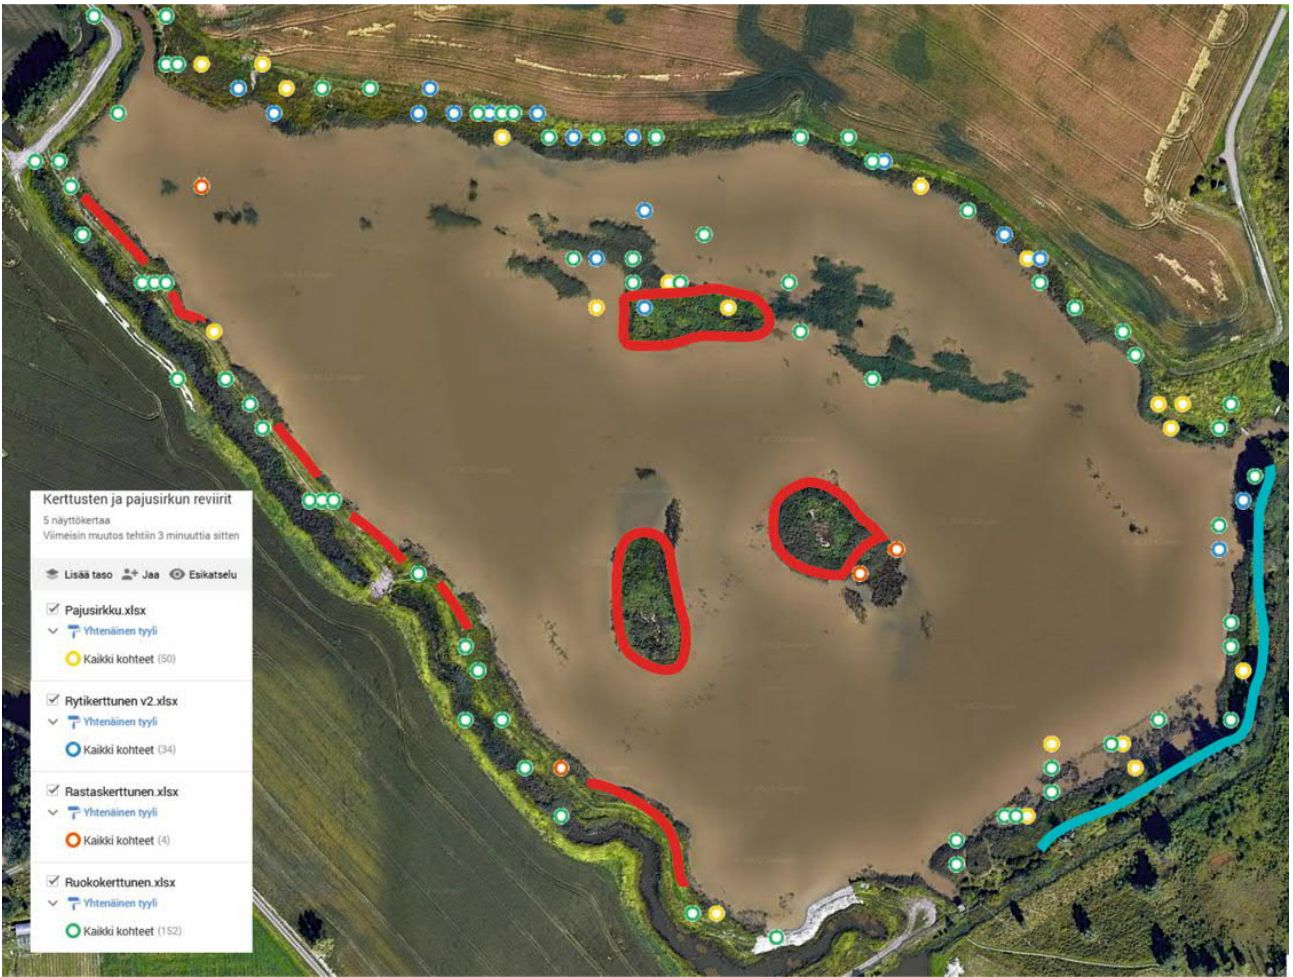 Kerttusten ja pajusirkun reviirit
5 näyttökertaa
Viimeisin muutos tehtiin 3 minuuttia sitten
Lisää taso Jaa Esikatselu
Pajusirkku.xlsx
Yhtenäinen tyyli
Kaikki kohteet (50)
Rytikerttunen v2.xlsx
Yhtenäinen tyyli
Kaikki kohteet (34)
Rastaskerttunen.xlsx
Yhtenäinen tyyli
Kaikki kohteet (4)
Ruokokerttunen.xlsx
Yhtenäinen tyyli
Kaikki kohteet (152)